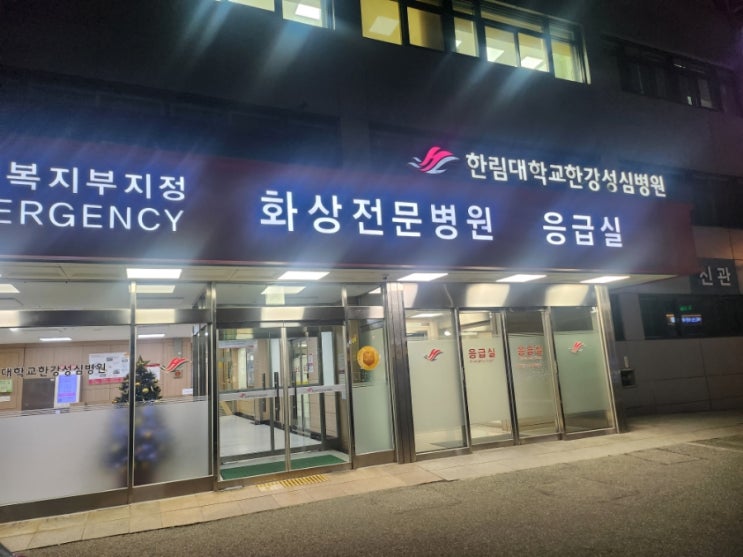 한림대학교한강성심병원
복지부지정
ERGENCY
화상전문병원 응급실
신관
대학교한강성심병원
응급실
응급실